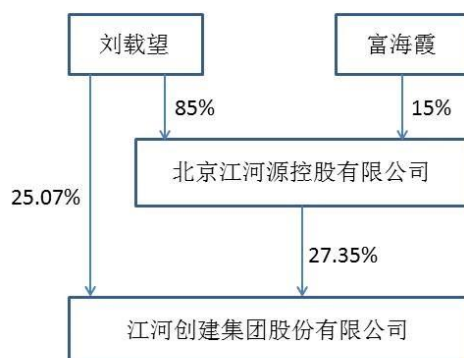 刘载望
富海霞
85%
15%
北京江河源控股有限公司
25.07%
27.35%
江河创建集团股份有限公司